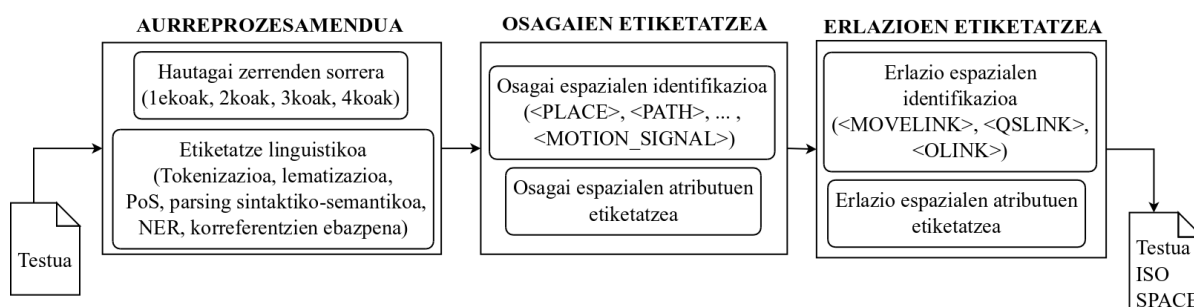 AURREPROZESAMENDUA
Hautagai zerrenden sorrera
(1ekoak, 2koak, 3koak, 4koak)
Etiketatze linguistikoa
(Tokenizazioa, lematizazioa,
PoS, parsing sintaktiko-semantikoa,
NER, korreferentzien ebazpena)
Testua
OSAGAIEN ETIKETATZEA
Osagai espazialen identifikazioa
(<PLACE>, <PATH>, ... ,
<MOTION_SIGNAL>)
Osagai espazialen atributuen
etiketatzea
ERLAZIOEN ETIKETATZEA
Erlazio espazialen
identifikazioa
(<MOVELINK>, <QSLINK>,
<OLINK>)
Erlazio espazialen atributuen
etiketatzea
Testua
ISO
SPACE